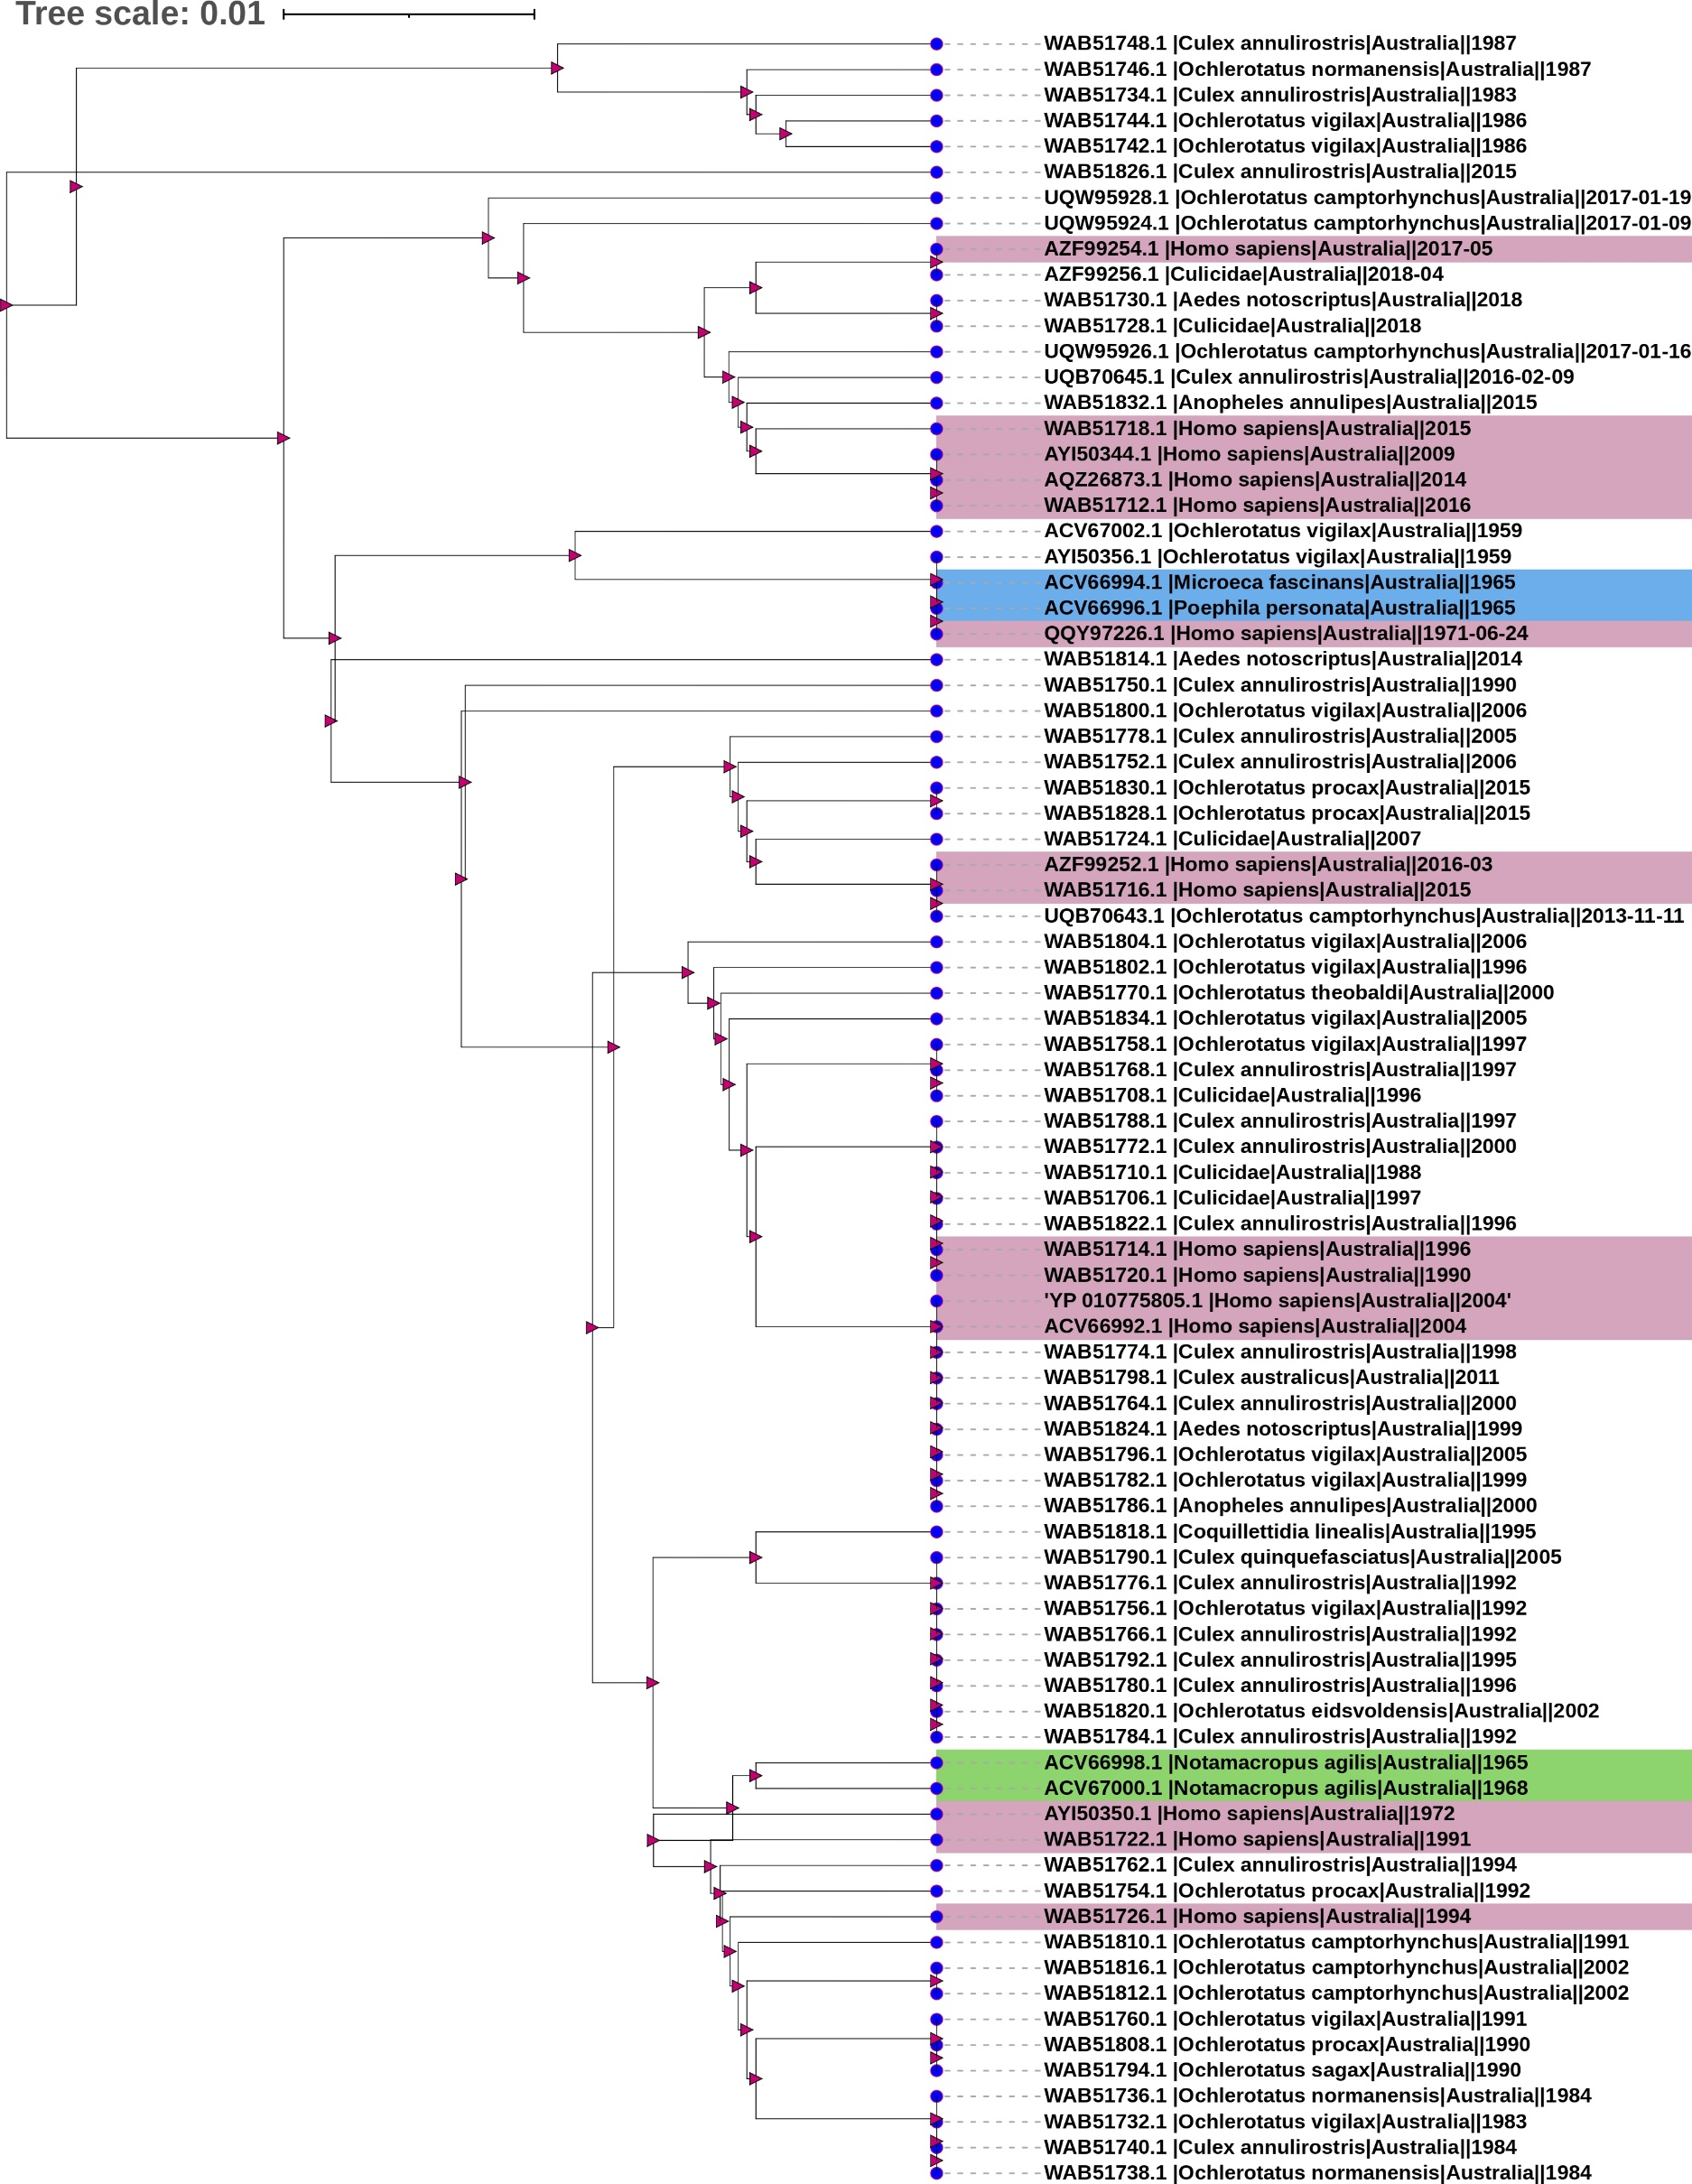 Tree scale: 0.01
WAB51748.1 |Culex annulirostris|Australia||1987
WAB51746.1 |Ochlerotatus normanensis|Australia||1987
WAB51734.1 |Culex annulirostris|Australia||1983
WAB51744.1 |Ochlerotatus vigilax|Australia||1986
WAB51742.1 |Ochlerotatus vigilax|Australia||1986
WAB51826.1 |Culex annulirostris|Australia||2015
UQW95928.1 |Ochlerotatus camptorhynchus|Australia||2017-01-19
UQW95924.1 |Ochlerotatus camptorhynchus|Australia||2017-01-09
AZF99254.1 |Homo sapiens|Australia||2017-05
AZF99256.1 |Culicidae|Australia||2018-04
WAB51730.1 |Aedes notoscriptus|Australia||2018
WAB51728.1 |Culicidae|Australia||2018
UQW95926.1 |Ochlerotatus camptorhynchus|Australia||2017-01-16
UQB70645.1 |Culex annulirostris|Australia||2016-02-09
WAB51832.1 |Anopheles annulipes|Australia||2015
WAB51718.1 |Homo sapiens|Australia||2015
AYI50344.1 |Homo sapiens|Australia||2009
AQZ26873.1 |Homo sapiens|Australia||2014
WAB51712.1 |Homo sapiens|Australia||2016
ACV67002.1 |Ochlerotatus vigilax|Australia||1959
AYI50356.1 |Ochlerotatus vigilax|Australia||1959
ACV66994.1 |Microeca fascinans|Australia||1965
ACV66996.1 |Poephila personata|Australia||1965
QQY97226.1 |Homo sapiens|Australia||1971-06-24
WAB51814.1 |Aedes notoscriptus|Australia||2014
WAB51750.1 |Culex annulirostris|Australia||1990
WAB51800.1 |Ochlerotatus vigilax|Australia||2006
WAB51778.1 |Culex annulirostris|Australia||2005
WAB51752.1 |Culex annulirostris|Australia||2006
WAB51830.1 |Ochlerotatus procax|Australia||2015
WAB51828.1 |Ochlerotatus procax|Australia||2015
WAB51724.1 |Culicidae|Australia||2007
AZF99252.1 |Homo sapiens|Australia||2016-03
WAB51716.1 |Homo sapiens|Australia||2015
UQB70643.1 |Ochlerotatus camptorhynchus|Australia||2013-11-11
WAB51804.1 |Ochlerotatus vigilax|Australia||2006
WAB51802.1 |Ochlerotatus vigilax|Australia||1996
WAB51770.1 |Ochlerotatus theobaldi|Australia||2000
WAB51834.1 |Ochlerotatus vigilax|Australia||2005
WAB51758.1 |Ochlerotatus vigilax|Australia||1997
WAB51768.1 |Culex annulirostris|Australia||1997
WAB51708.1 |Culicidae|Australia||1996
WAB51788.1 |Culex annulirostris|Australia||1997
WAB51772.1 |Culex annulirostris|Australia||2000
WAB51710.1 |Culicidae|Australia||1988
WAB51706.1 |Culicidae|Australia||1997
WAB51822.1 |Culex annulirostris|Australia||1996
WAB51714.1 |Homo sapiens|Australia||1996
WAB51720.1 |Homo sapiens|Australia||1990
'YP 010775805.1 |Homo sapiens|Australia||2004'
ACV66992.1 |Homo sapiens|Australia||2004
WAB51774.1 |Culex annulirostris|Australia||1998
WAB51798.1 |Culex australicus|Australia||2011
WAB51764.1 |Culex annulirostris|Australia||2000
WAB51824.1 |Aedes notoscriptus|Australia||1999
WAB51796.1 |Ochlerotatus vigilax|Australia||2005
WAB51782.1 |Ochlerotatus vigilax|Australia||1999
WAB51786.1 |Anopheles annulipes|Australia||2000
WAB51818.1 |Coquillettidia linealis|Australia||1995
WAB51790.1 |Culex quinquefasciatus|Australia||2005
WAB51776.1 |Culex annulirostris|Australia||1992
WAB51756.1 |Ochlerotatus vigilax|Australia||1992
WAB51766.1 |Culex annulirostris|Australia||1992
WAB51792.1 |Culex annulirostris|Australia||1995
WAB51780.1 |Culex annulirostris|Australia||1996
WAB51820.1 |Ochlerotatus eidsvoldensis|Australia||2002
WAB51784.1 |Culex annulirostris|Australia||1992
ACV66998.1 |Notamacropus agilis|Australia||1965
ACV67000.1 |Notamacropus agilis|Australia||1968
AYI50350.1 |Homo sapiens|Australia||1972
WAB51722.1 |Homo sapiens|Australia||1991
WAB51762.1 |Culex annulirostris|Australia||1994
WAB51754.1 |Ochlerotatus procax|Australia||1992
WAB51726.1 |Homo sapiens|Australia||1994
WAB51810.1 |Ochlerotatus camptorhynchus|Australia||1991
WAB51816.1 |Ochlerotatus camptorhynchus|Australia||2002
WAB51812.1 |Ochlerotatus camptorhynchus|Australia||2002
WAB51760.1 |Ochlerotatus vigilax|Australia||1991
WAB51808.1 |Ochlerotatus procax|Australia||1990
WAB51794.1 |Ochlerotatus sagax|Australia||1990
WAB51736.1 |Ochlerotatus normanensis|Australia||1984
WAB51732.1 |Ochlerotatus vigilax|Australia||1983
WAB51740.1 |Culex annulirostris|Australia||1984
WAB51738.1 |Ochlerotatus normanensis|Australia||1984